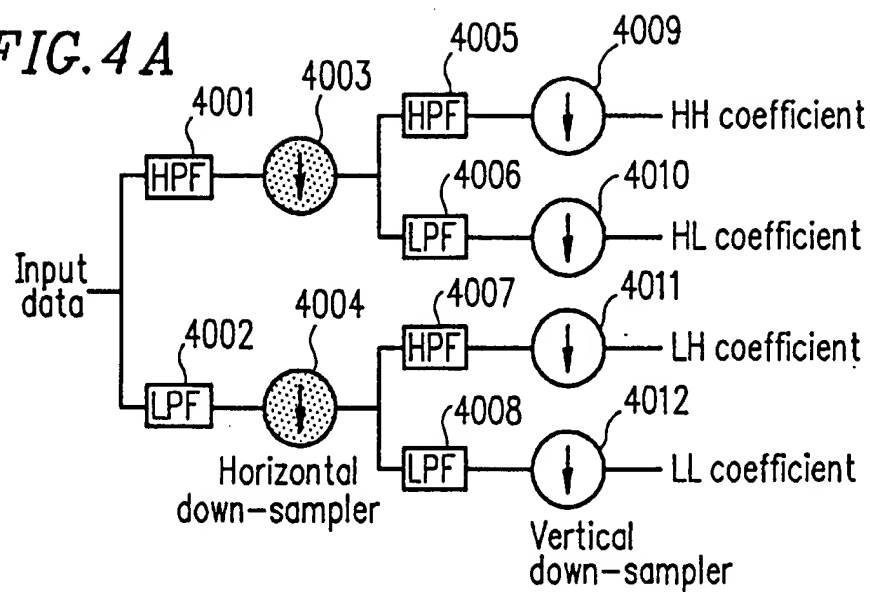 FIG. 4 A
4001
4003
4005
4009
HPF
HPF
HH coefficient
4006
4010
LPF
HL coefficient
Input
data
4002
4004
4007
4011
HPF
LH coefficient
LPF
4008
4012
LPF
LL coefficient
Horizontal
down-sampler
Vertical
down-sampler